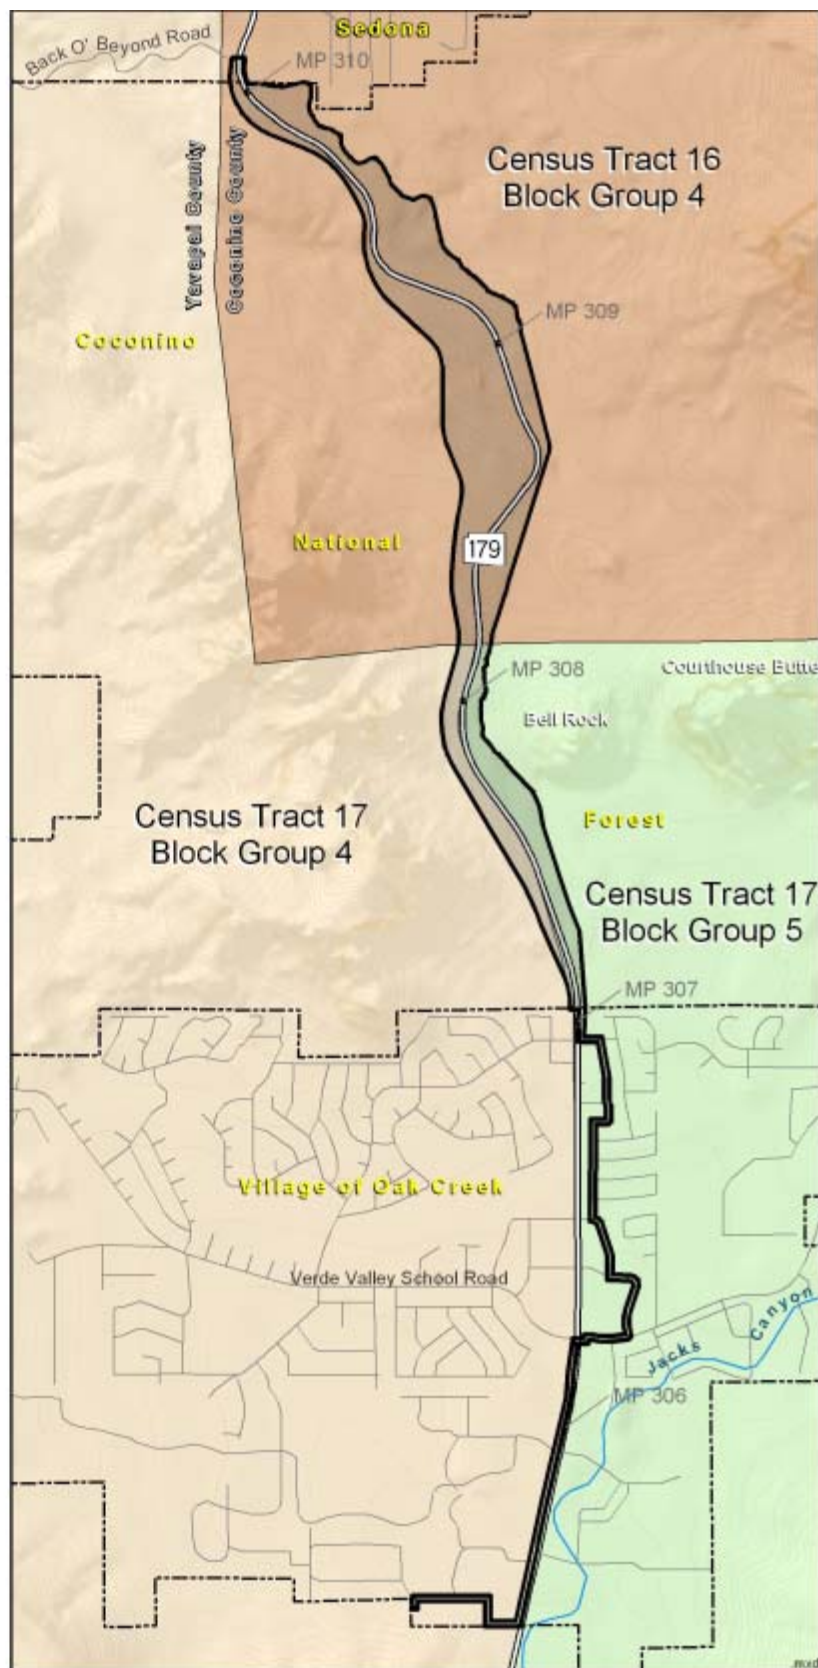 Sedona
Back O' Beyond Road
MP 310
Census Tract 16
Block Group 4
Yavapai County
Coconino County
MP 309
Coconino
National
179
MP 308
Courthouse Butte
Bell Rock
Census Tract 17
Block Group 4
Forest
Census Tract 17
Block Group 5
MP 307
Village of Oak Creek
Verde Valley School Road
Jacks Canyon
MP 306
.mxd